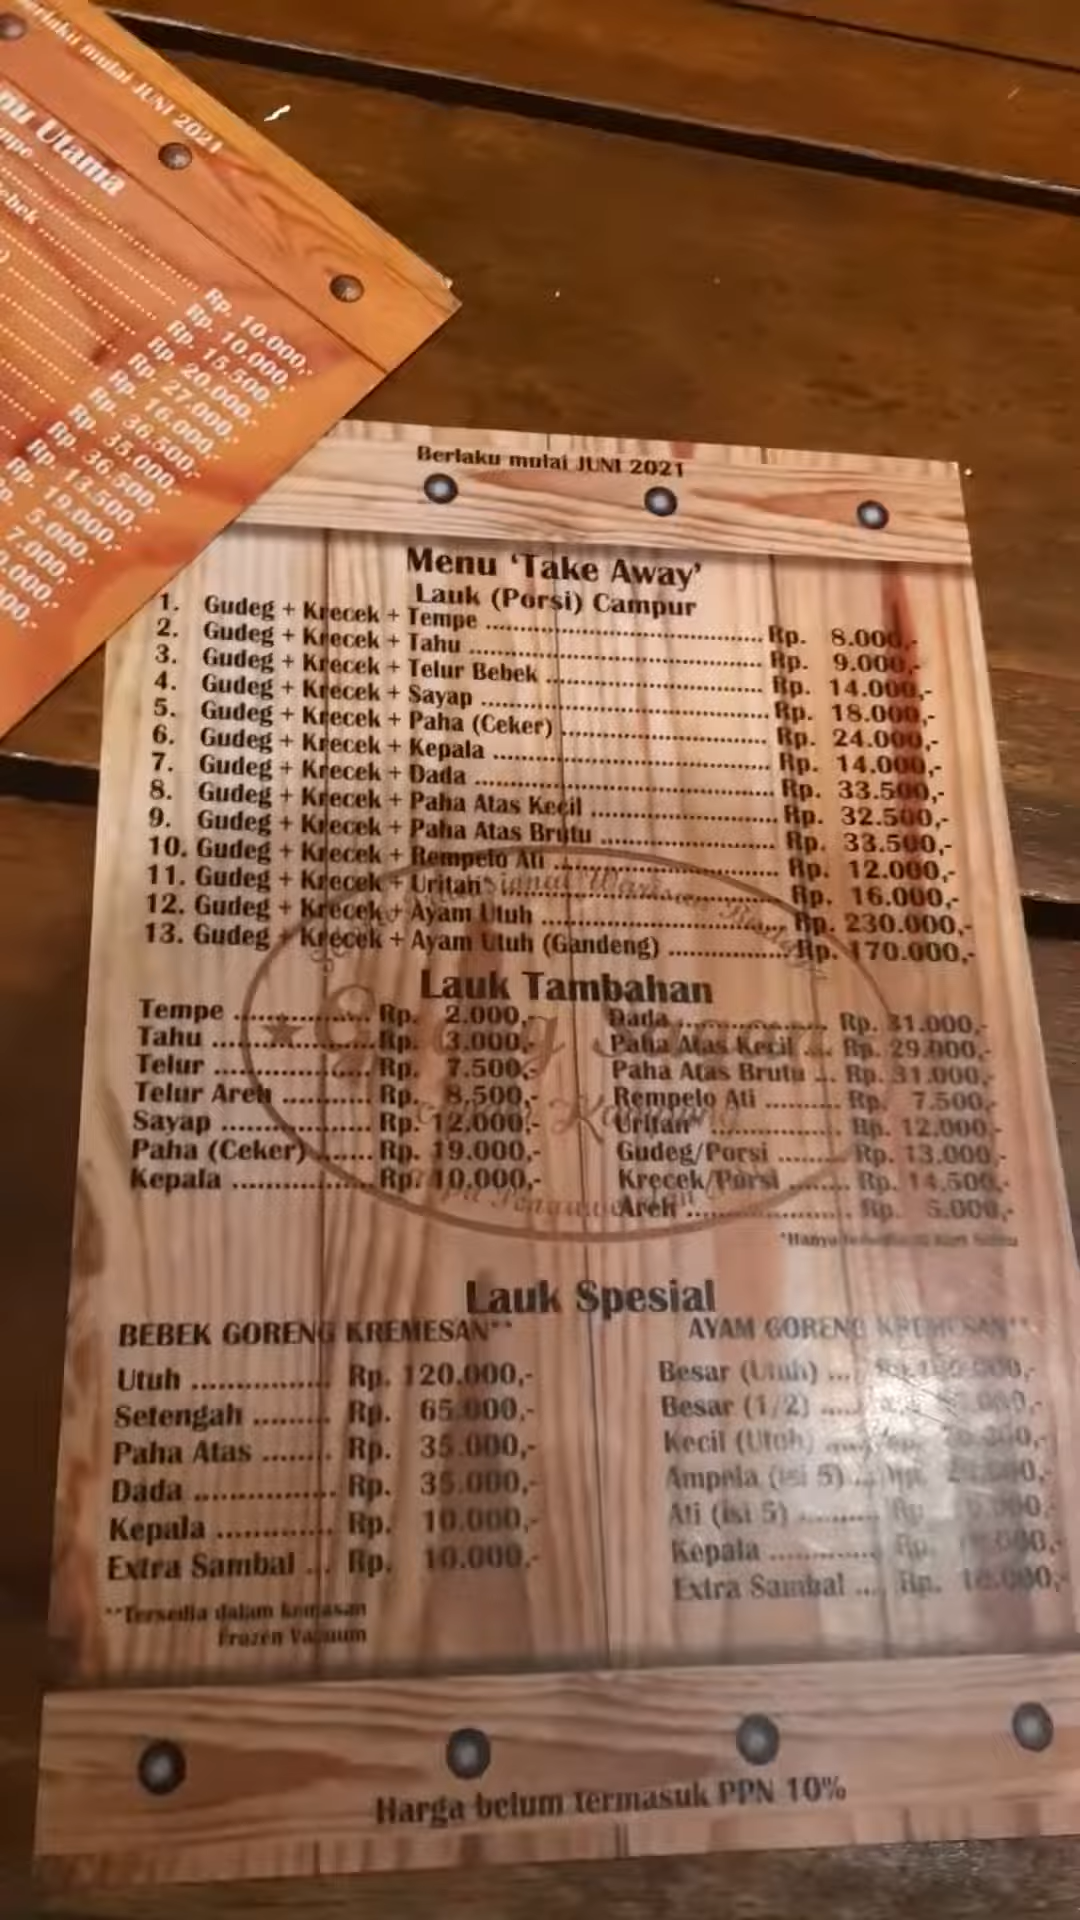 Berlaku mulai JUNI 2021
Utama
Rp. 10.000,-
Rp. 10.000,-
Rp. 15.500,-
Rp. 20.000,-
Rp. 27.000,-
Rp. 16.000,-
Rp. 36.500,-
Rp. 35.000,-
Rp. 36.500,-
Rp. 13.500,-
Rp. 19.000,-
5.000,-
7.000,-
Berlaku mulai JUNI 2021
Menu 'Take Away'
Lauk (Porsi) Campur
1. Gudeg + Krecek + Tempe ........ Rp. 8.000,-
2. Gudeg + Krecek + Tahu ........ Rp. 9.000,-
3. Gudeg + Krecek + Telur Bebek ........ Rp. 14.000,-
4. Gudeg + Krecek + Sayap ........ Rp. 18.000,-
5. Gudeg + Krecek + Paha (Ceker) ........ Rp. 24.000,-
6. Gudeg + Krecek + Kepala ........ Rp. 14.000,-
7. Gudeg + Krecek + Dada ........ Rp. 33.500,-
8. Gudeg + Krecek + Paha Atas Kecil ........ Rp. 32.500,-
9. Gudeg + Krecek + Paha Atas Brutu ........ Rp. 33.500,-
10. Gudeg + Krecek + Rempelo Ati ........ Rp. 12.000,-
11. Gudeg + Krecek + Uritan* ........ Rp. 16.000,-
12. Gudeg + Krecek + Ayam Utuh ........ Rp. 230.000,-
13. Gudeg + Krecek + Ayam Utuh (Gandeng) ........ Rp. 170.000,-
Lauk Tambahan
Tempe ........ Rp. 2.000,-
Tahu ........ Rp. 3.000,-
Telur ........ Rp. 7.500,-
Telur Areh ........ Rp. 8.500,-
Sayap ........ Rp. 12.000,-
Paha (Ceker) ........ Rp. 19.000,-
Kepala ........ Rp. 10.000,-
Dada ........ Rp. 31.000,-
Paha Atas Kecil .... Rp. 29.000,-
Paha Atas Brutu ... Rp. 31.000,-
Rempelo Ati ........ Rp. 7.500,-
Uritan* ........ Rp. 12.000,-
Gudeg/Porsi ........ Rp. 13.000,-
Krecek/Porsi ........ Rp. 14.500,-
Areh ........ Rp. 5.000,-
Lauk Spesial
BEBEK GORENG KREMESAN**
Utuh ........ Rp. 120.000,-
Setengah ........ Rp. 65.000,-
Paha Atas ........ Rp. 35.000,-
Dada ........ Rp. 35.000,-
Kepala ........ Rp. 10.000,-
Extra Sambal ... Rp. 10.000,-
**Tersedia dalam kemasan
Frozen Vacuum
AYAM GORENG KREMESAN**
Besar (Utuh) ...
Besar (1/2) ....
Kecil (Utuh)
Ampela (isi 5) ...
Ati (isi 5) ........
Kepala ........
Extra Sambal .... Rp. 10.000,-
Harga belum termasuk PPN 10%